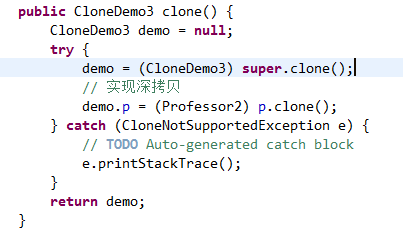 public CloneDemo3 clone() {
    CloneDemo3 demo = null;
    try {
        demo = (CloneDemo3) super.clone();
        // 实现深拷贝
        demo.p = (Professor2) p.clone();
    } catch (CloneNotSupportedException e) {
        // TODO Auto-generated catch block
        e.printStackTrace();
    }
    return demo;
}